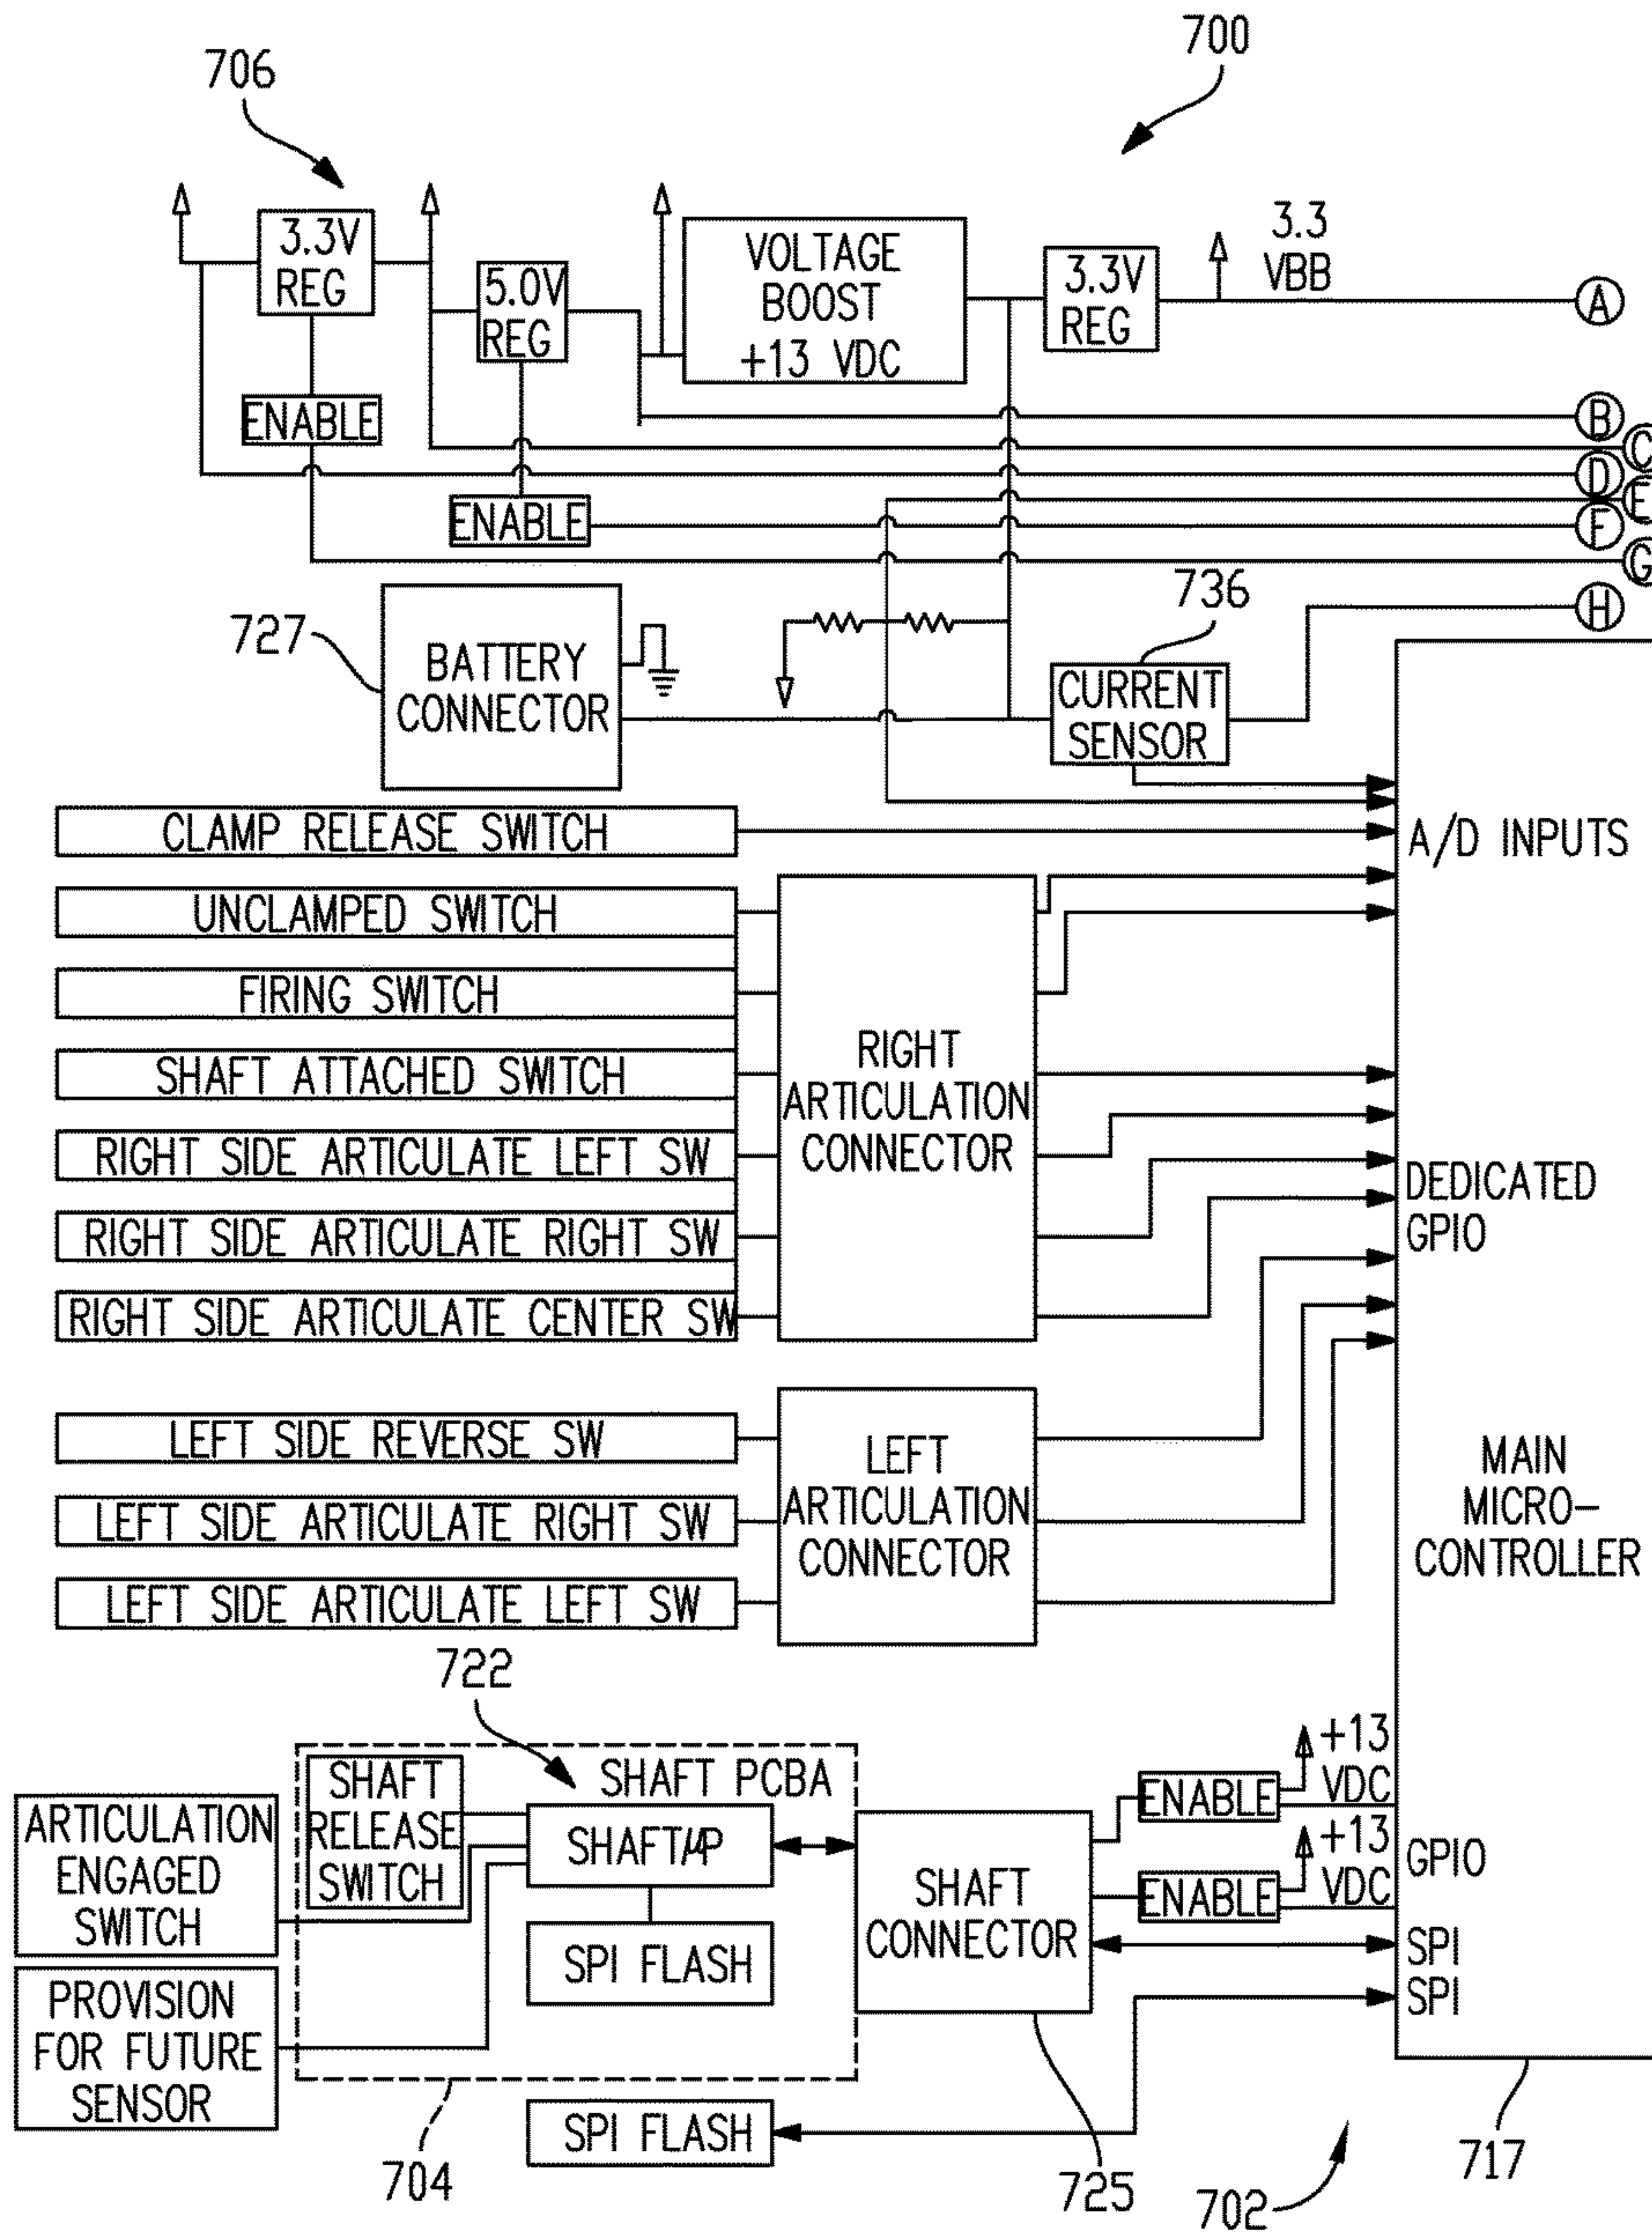 700
706
3.3V
REG
5.0V
REG
VOLTAGE
BOOST
+13 VDC
3.3V
REG
3.3
VBB
A
ENABLE
B
C
D
E
ENABLE
F
G
736
H
727
BATTERY
CONNECTOR
CURRENT
SENSOR
CLAMP RELEASE SWITCH
A/D INPUTS
UNCLAMPED SWITCH
FIRING SWITCH
SHAFT ATTACHED SWITCH
RIGHT SIDE ARTICULATE LEFT SW
RIGHT SIDE ARTICULATE RIGHT SW
RIGHT SIDE ARTICULATE CENTER SW
RIGHT
ARTICULATION
CONNECTOR
DEDICATED
GPIO
LEFT SIDE REVERSE SW
LEFT SIDE ARTICULATE RIGHT SW
LEFT SIDE ARTICULATE LEFT SW
LEFT
ARTICULATION
CONNECTOR
MAIN
MICRO-
CONTROLLER
722
SHAFT PCBA
SHAFT
RELEASE
SWITCH
ARTICULATION
ENGAGED
SWITCH
SHAFT μP
SPI FLASH
PROVISION
FOR FUTURE
SENSOR
SHAFT
CONNECTOR
ENABLE
+13
VDC
ENABLE
+13
VDC
GPIO
SPI
SPI
SPI FLASH
704
725
702
717